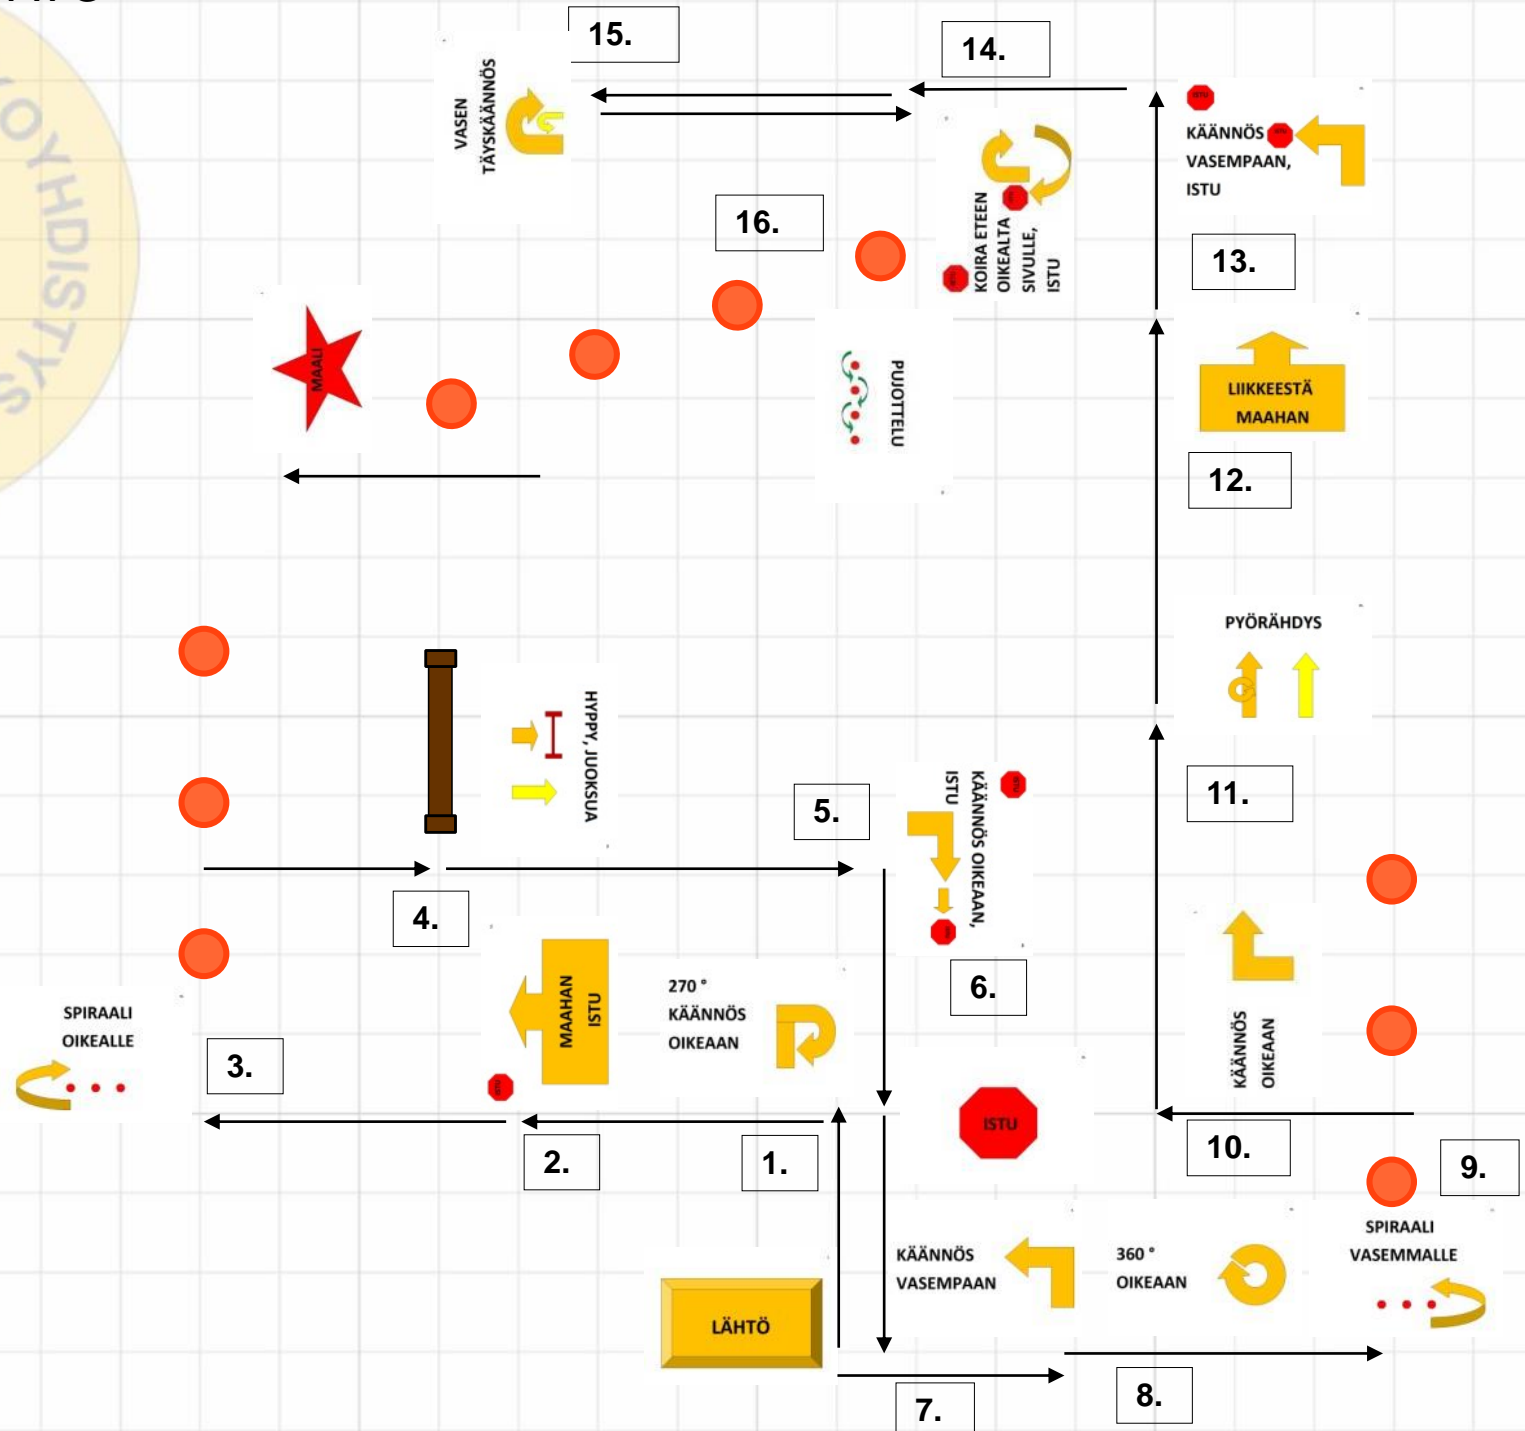 15.
14.
VASEN
TÄYSKÄÄNNÖS
ISTU
KÄÄNNÖS
VASEMPAAN,
ISTU
KOIRA ETEEN
OIKEALTA
SIVULLE,
ISTU
16.
13.
YHDISTYS
MAALI
PUJOTTELU
LIIKKEESTÄ
MAAHAN
12.
PYÖRÄHDYS
HYPPY, JUOKSUA
5.
KÄÄNNÖS OIKEAAN,
ISTU
11.
4.
6.
MAAHAN
ISTU
270 °
KÄÄNNÖS
OIKEAAN
SPIRAALI
OIKEALLE
3.
KÄÄNNÖS
OIKEAAN
ISTU
2.
1.
10.
9.
KÄÄNNÖS
VASEMPAAN
360 °
OIKEAAN
SPIRAALI
VASEMMALLE
LÄHTÖ
7.
8.